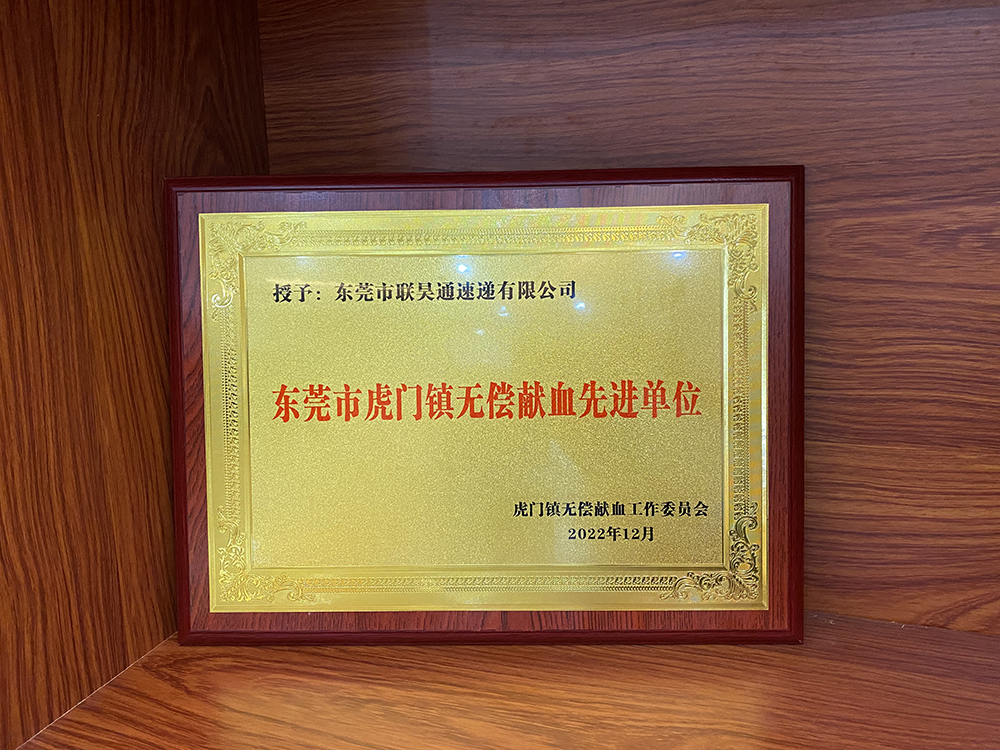 授予：东莞市联昊通速递有限公司
东莞市虎门镇无偿献血先进单位
虎门镇无偿献血工作委员会
2022年12月